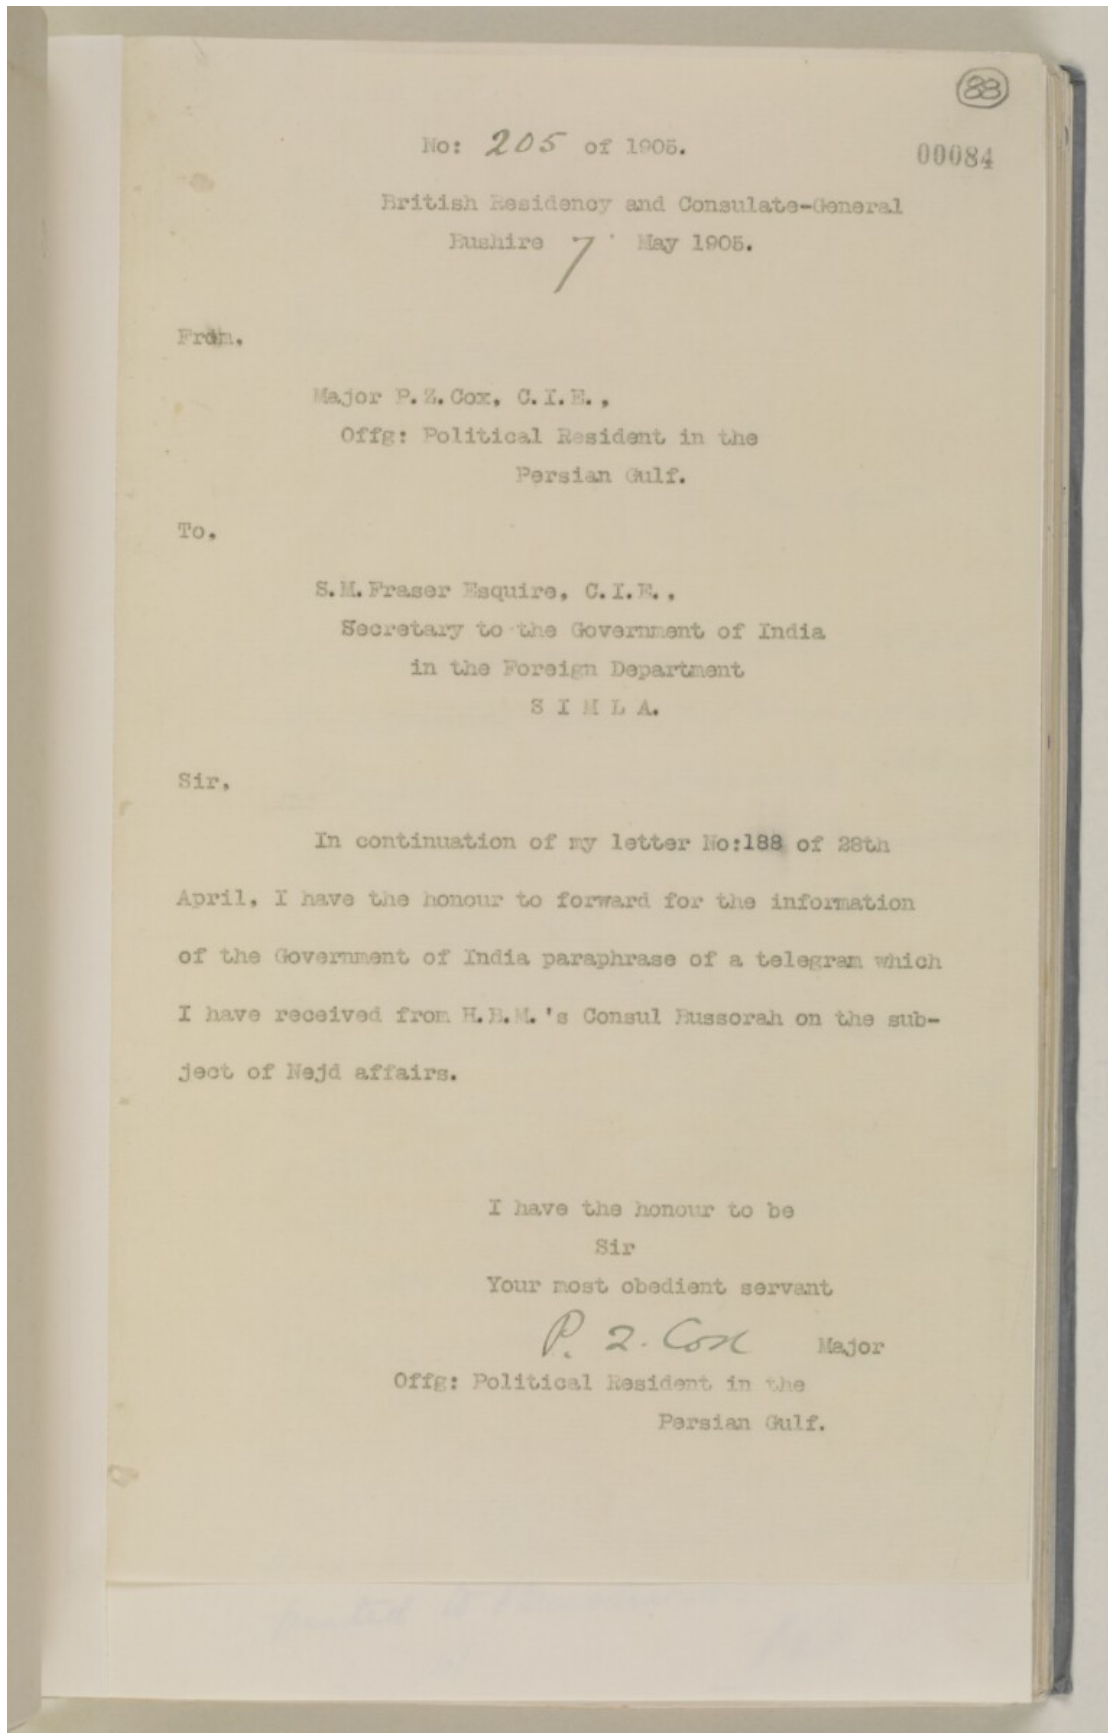 88
No: 205 of 1905.
00084
British Residency and Consulate-General
Bushire 7 May 1905.
From.
Major P.Z.Cox, C.I.E.,
Offg: Political Resident in the
Persian Gulf.
To.
S.M.Fraser Esquire, C.I.E.,
Secretary to the Government of India
in the Foreign Department
S I M L A.
Sir,
In continuation of my letter No:188 of 28th
April, I have the honour to forward for the information
of the Government of India paraphrase of a telegram which
I have received from H.B.M.'s Consul Bussorah on the sub-
ject of Nejd affairs.
I have the honour to be
Sir
Your most obedient servant
P. Z. Cox Major
Offg: Political Resident in the
Persian Gulf.